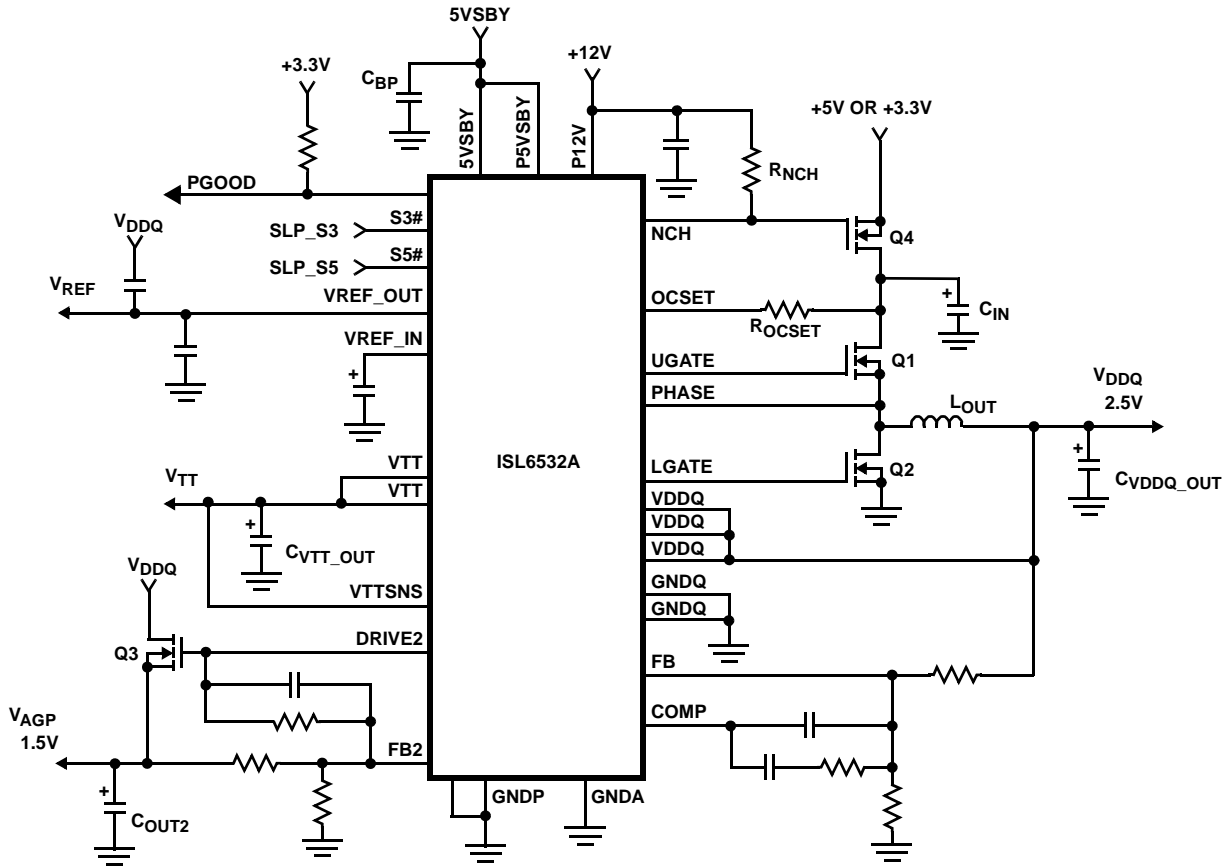 5VSBY
+12V
+3.3V
CBP
+5V OR +3.3V
5VSBY
P5VSBY
P12V
RNCH
PGOOD
S3#
SLP_S3
NCH
Q4
VDDQ
S5#
SLP_S5
VREF
VREF_OUT
OCSET
ROCSET
+
CIN
VREF_IN
+
UGATE
Q1
PHASE
LOUT
VDDQ
2.5V
VTT
ISL6532A
LGATE
Q2
+
CVDDQ_OUT
VTT
VTT
VDDQ
VDDQ
VDDQ
+
CVTT_OUT
VDDQ
VTTSNS
GNDQ
GNDQ
Q3
DRIVE2
FB
VAGP
1.5V
COMP
FB2
+
COUT2
GNDP
GNDA